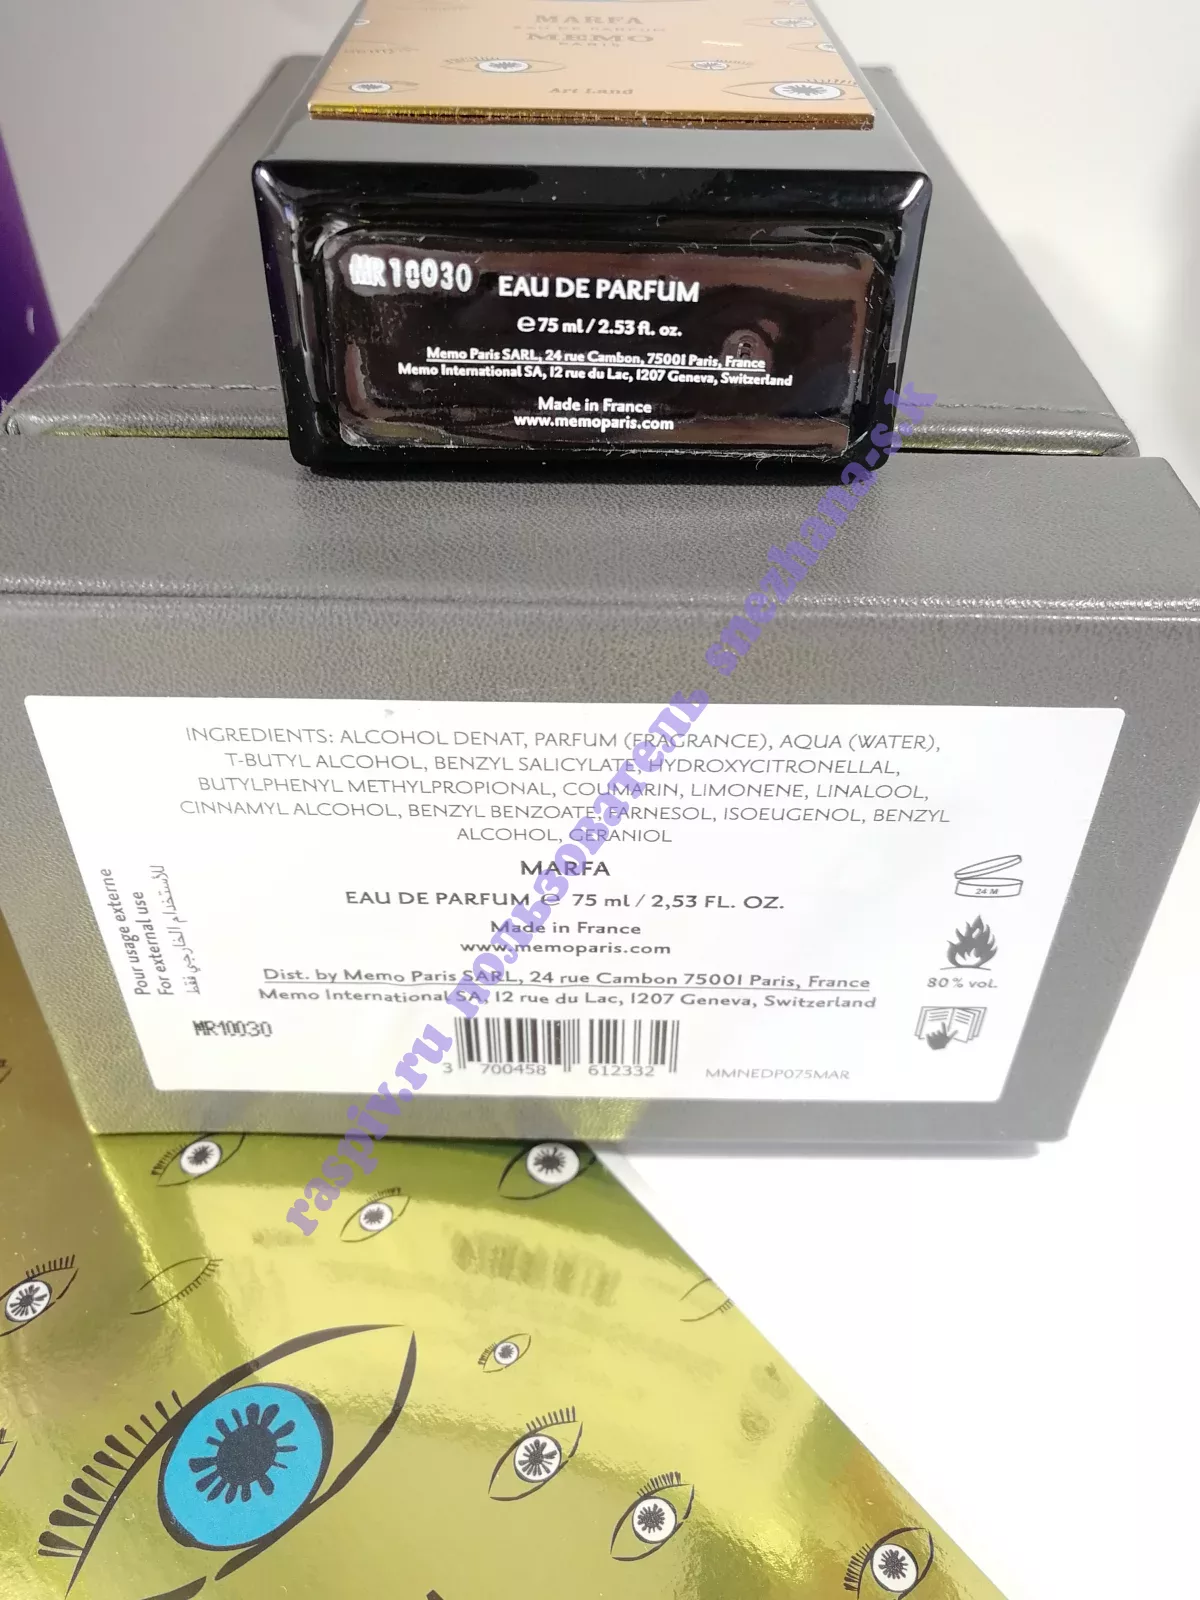 MARFA
EAU DE PARFUM
MEMO
PARIS
Art Land
MR10030
EAU DE PARFUM
℮ 75 ml / 2.53 fl. oz.
Memo Paris SARL, 24 rue Cambon, 75001 Paris, France
Memo International SA, 12 rue du Lac, 1207 Geneva, Switzerland
Made in France
www.memoparis.com
INGREDIENTS: ALCOHOL DENAT, PARFUM (FRAGRANCE), AQUA (WATER),
T-BUTYL ALCOHOL, BENZYL SALICYLATE, HYDROXYCITRONELLAL,
BUTYLPHENYL METHYLPROPIONAL, COUMARIN, LIMONENE, LINALOOL,
CINNAMYL ALCOHOL, BENZYL BENZOATE, FARNESOL, ISOEUGENOL, BENZYL
ALCOHOL, GERANIOL
MARFA
EAU DE PARFUM ℮ 75 ml / 2,53 FL. OZ.
Made in France
www.memoparis.com
Dist. by Memo Paris SARL, 24 rue Cambon 75001 Paris, France
Memo International SA, 12 rue du Lac, 1207 Geneva, Switzerland
Pour usage externe
For external use
للاستخدام الخارجي فقط
24 M
80 % vol.
MR10030
3 700458 612332
MMNEDP075MAR
raspiv.ru пользователь snezhana-s.k